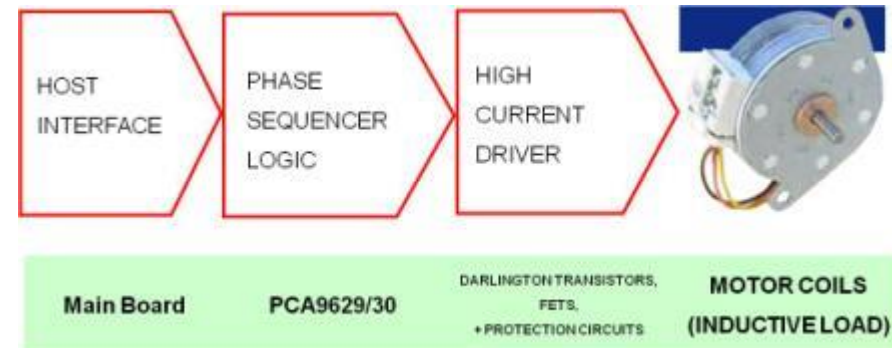 HOST
INTERFACE
PHASE
SEQUENCER
LOGIC
HIGH
CURRENT
DRIVER
Main Board
PCA9629/30
DARLINGTON TRANSISTORS,
FETS,
+ PROTECTION CIRCUITS
MOTOR COILS
(INDUCTIVE LOAD)